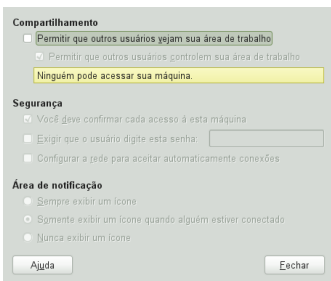 Compartilhamento
Permitir que outros usuários vejam sua área de trabalho
Permitir que outros usuários controlem sua área de trabalho
Ninguém pode acessar sua máquina.
Segurança
Você deve confirmar cada acesso à esta máquina
Exigir que o usuário digite esta senha:
Configurar a rede para aceitar automaticamente conexões
Área de notificação
Sempre exibir um ícone
Somente exibir um ícone quando alguém estiver conectado
Nunca exibir um ícone
Ajuda
Fechar